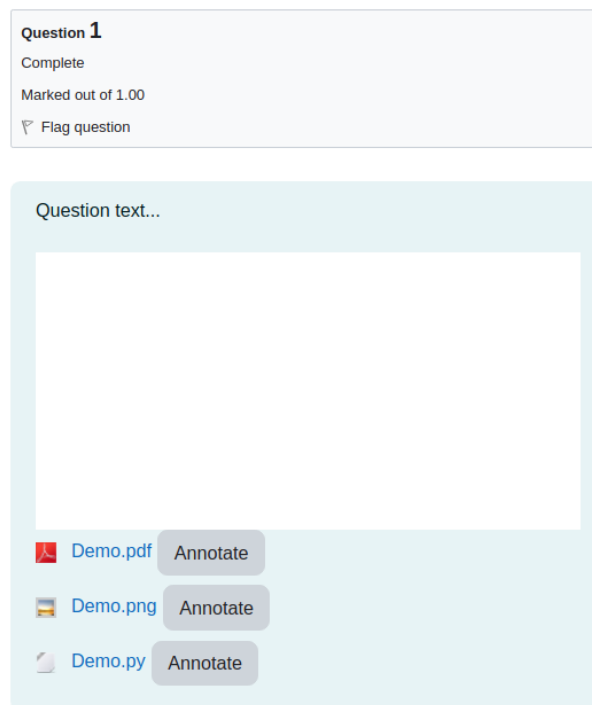 Question 1
Complete
Marked out of 1.00
Flag question
Question text...
Demo.pdf Annotate
Demo.png Annotate
Demo.py Annotate